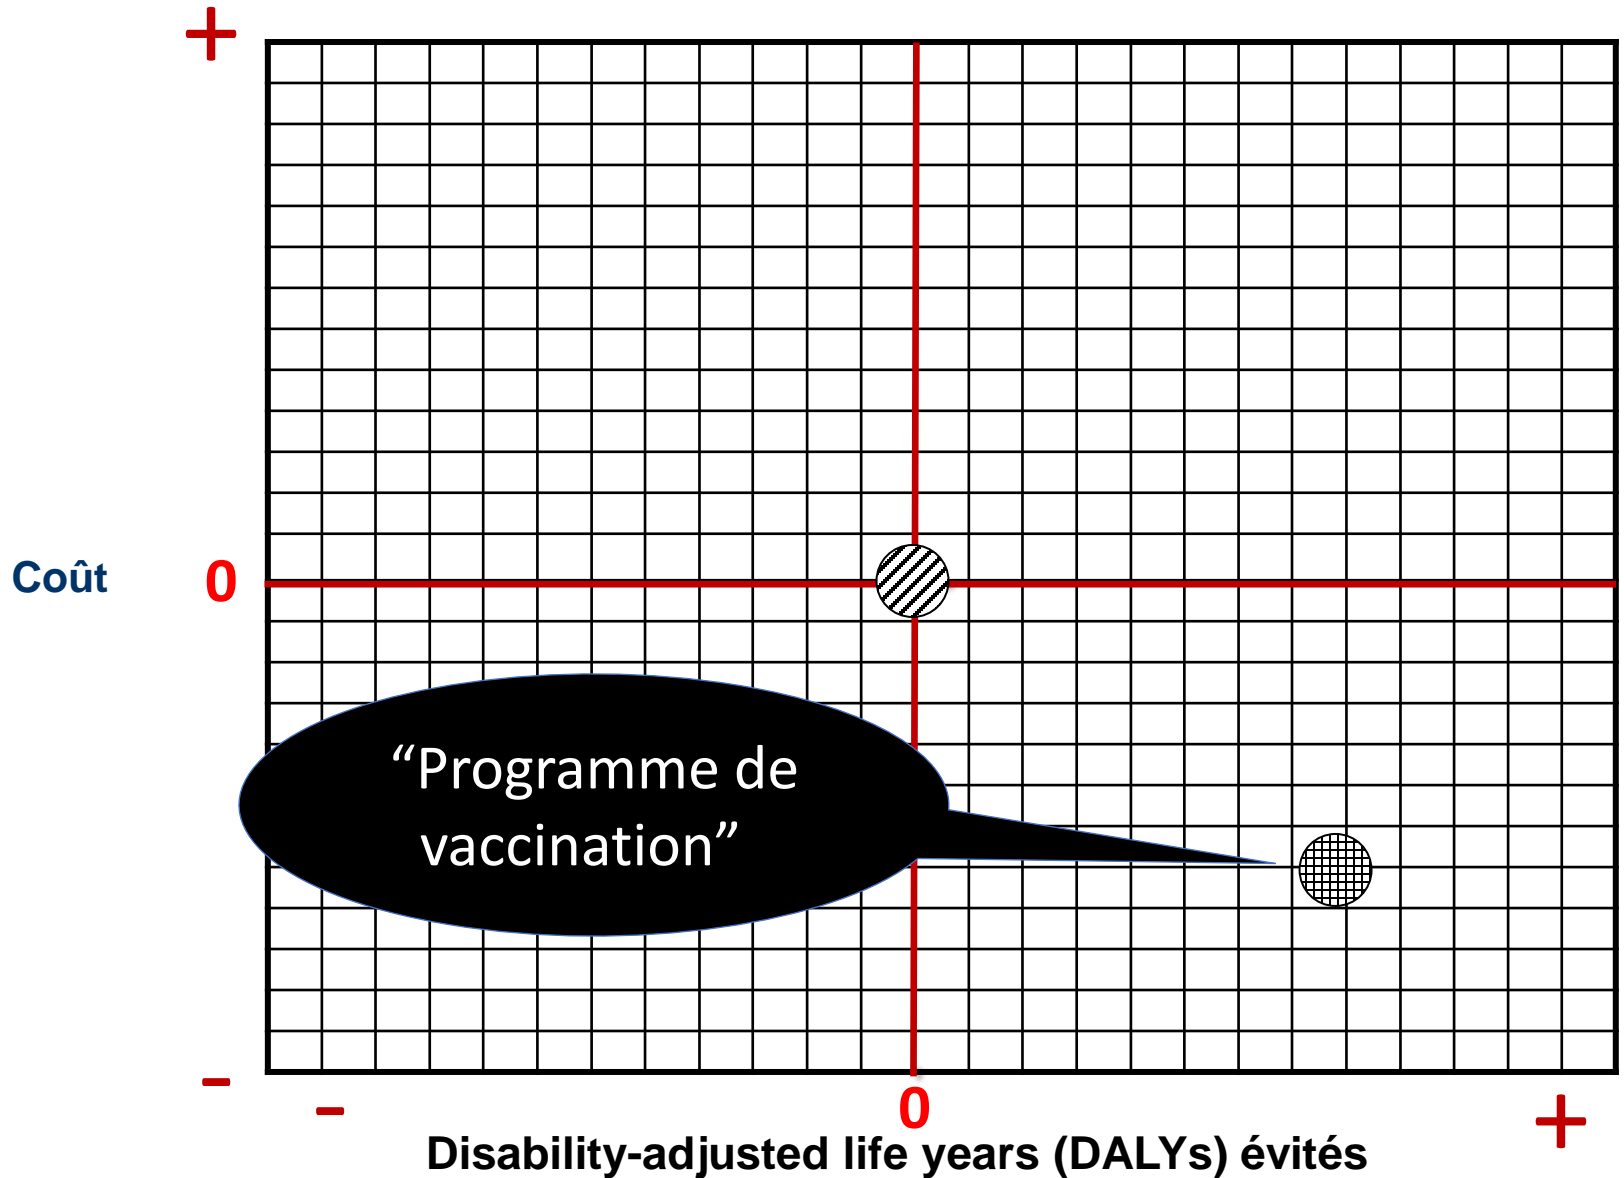 +
Coût 0
“Programme de
vaccination”
-
- 0 +
Disability-adjusted life years (DALYs) évités